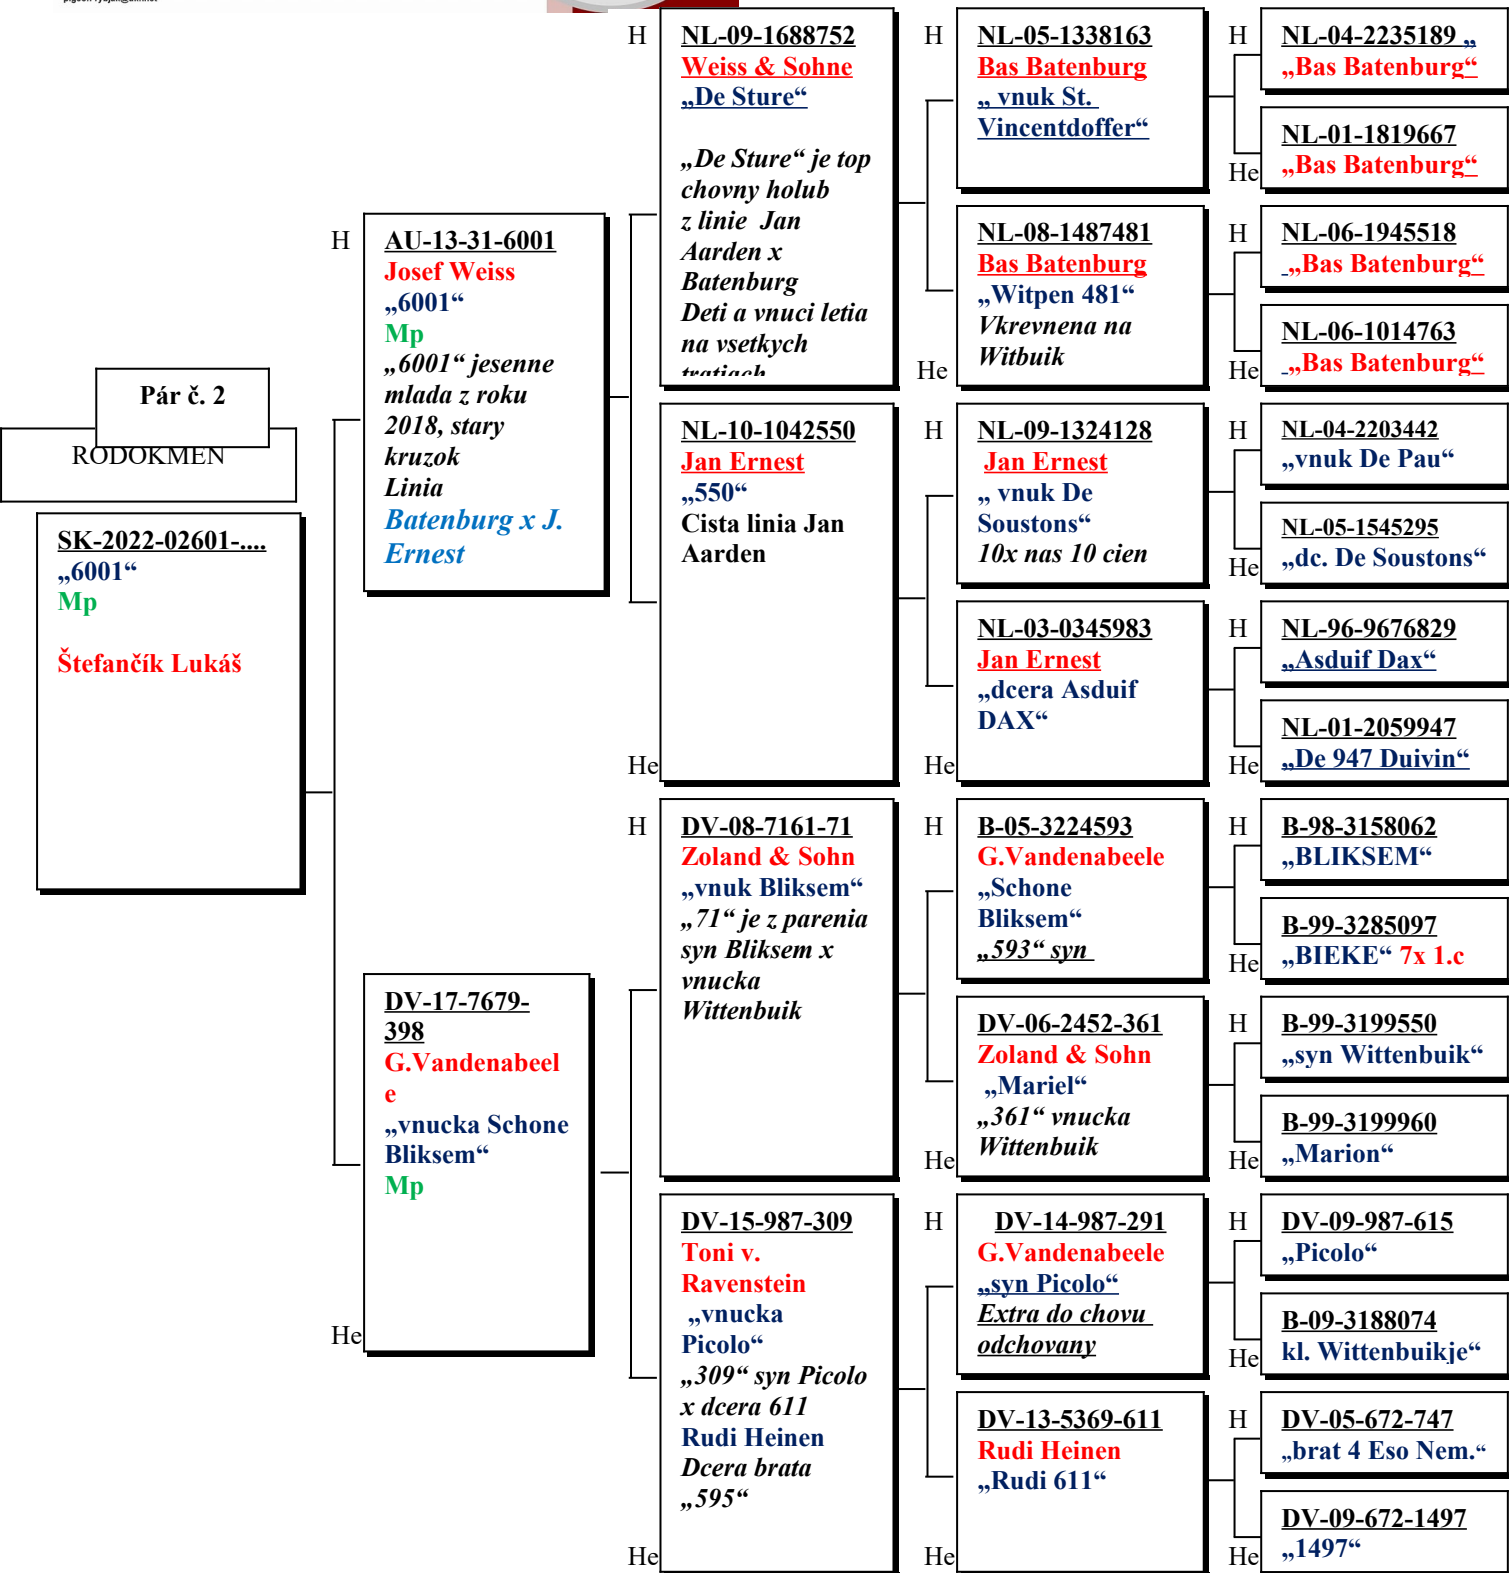 Pár č. 2
RODOKMEŇ
SK-2022-02601-....
„6001“
Mp
Štefančík Lukáš
H
AU-13-31-6001
Josef Weiss
„6001“
Mp
„6001“ jesenne
mlada z roku
2018, stary
kruzok
Linia
Batenburg x J.
Ernest
He
DV-17-7679-
398
G.Vandenabeel
e
„vnucka Schone
Bliksem“
Mp
H
NL-09-1688752
Weiss & Sohne
„De Sture“
„De Sture“ je top
chovny holub
z linie Jan
Aarden x
Batenburg
Deti a vnuci letia
na vsetkych
tratiach
He
NL-10-1042550
Jan Ernest
„550“
Cista linia Jan
Aarden
H
DV-08-7161-71
Zoland & Sohn
„vnuk Bliksem“
„71“ je z parenia
syn Bliksem x
vnucka
Wittenbuik
He
DV-15-987-309
Toni v.
Ravenstein
„vnucka
Picolo“
„309“ syn Picolo
x dcera 611
Rudi Heinen
Dcera brata
„595“
H
NL-05-1338163
Bas Batenburg
„ vnuk St.
Vincentdoffer“
He
NL-08-1487481
Bas Batenburg
„Witpen 481“
Vkrevnena na
Witbuik
H
NL-09-1324128
Jan Ernest
„ vnuk De
Soustons“
10x nas 10 cien
He
NL-03-0345983
Jan Ernest
„dcera Asduif
DAX“
H
B-05-3224593
G.Vandenabeele
„Schone
Bliksem“
„593“ syn
He
DV-06-2452-361
Zoland & Sohn
„Mariel“
„361“ vnucka
Wittenbuik
H
DV-14-987-291
G.Vandenabeele
„syn Picolo“
Extra do chovu
odchovany
He
DV-13-5369-611
Rudi Heinen
„Rudi 611“
H
NL-04-2235189 „
„Bas Batenburg“
He
NL-01-1819667
„Bas Batenburg“
H
NL-06-1945518
„Bas Batenburg“
He
NL-06-1014763
„Bas Batenburg“
H
NL-04-2203442
„vnuk De Pau“
He
NL-05-1545295
„dc. De Soustons“
H
NL-96-9676829
„Asduif Dax“
He
NL-01-2059947
„De 947 Duivin“
H
B-98-3158062
„BLIKSEM“
He
B-99-3285097
„BIEKE“ 7x 1.c
H
B-99-3199550
„syn Wittenbuik“
He
B-99-3199960
„Marion“
H
DV-09-987-615
„Picolo“
He
B-09-3188074
kl. Wittenbuikje“
H
DV-05-672-747
„brat 4 Eso Nem.“
He
DV-09-672-1497
„1497“